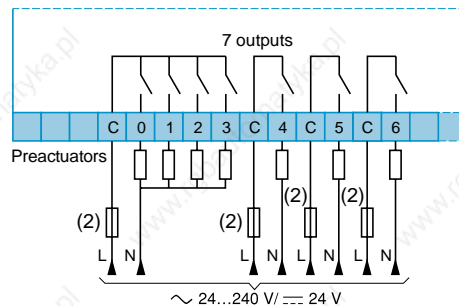 7 outputs
C 0 1 2 3 C 4 C 5 C 6
Preactuators
(2) (2) (2) (2)
L N L N L N L N
~ 24...240 V/ ⎓ 24 V